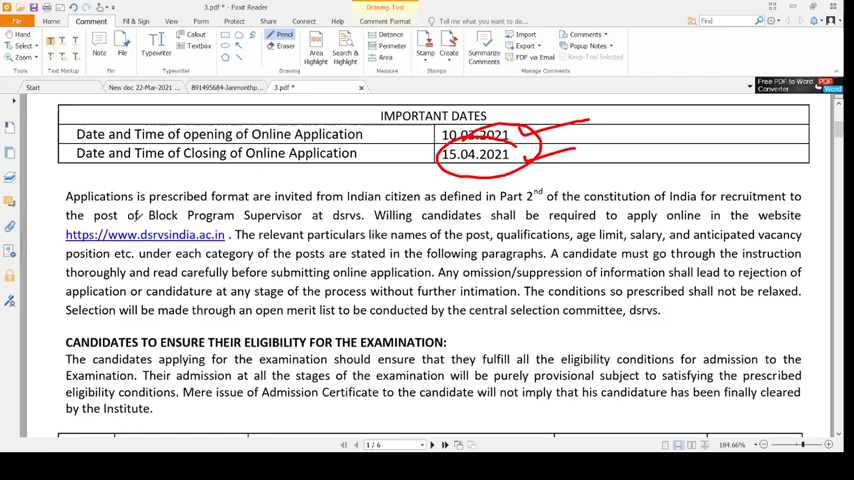 3.pdf * - Foxit Reader
Drawing Tool
File Home Comment Fill & Sign View Form Protect Share Connect Help Extras Comment Format Tell me what you want to do... Find
Hand
Select
Zoom
Text Markup
Note File
Pin
Typewriter
Callout
Textbox
Typewriter
Pencil
Eraser
Drawing
Area Highlight
Distance
Perimeter
Area
Measure
Stamp Create
Stamps
Summarize Comments
Import
Export
FDF via Email
Comments
Popup Notes
Keep Tool Selected
Manage Comments
Start New doc 22-Mar-2021 ... 891495684-Janmonthp... 3.pdf *
Free PDF to Word Converter
PDF
Word
IMPORTANT DATES
Date and Time of opening of Online Application 10.03.2021
Date and Time of Closing of Online Application 15.04.2021
Applications is prescribed format are invited from Indian citizen as defined in Part 2nd of the constitution of India for recruitment to
the post of Block Program Supervisor at dsrvs. Willing candidates shall be required to apply online in the website
https://www.dsrvsindia.ac.in . The relevant particulars like names of the post, qualifications, age limit, salary, and anticipated vacancy
position etc. under each category of the posts are stated in the following paragraphs. A candidate must go through the instruction
thoroughly and read carefully before submitting online application. Any omission/suppression of information shall lead to rejection of
application or candidature at any stage of the process without further intimation. The conditions so prescribed shall not be relaxed.
Selection will be made through an open merit list to be conducted by the central selection committee, dsrvs.
CANDIDATES TO ENSURE THEIR ELIGIBILITY FOR THE EXAMINATION:
The candidates applying for the examination should ensure that they fulfill all the eligibility conditions for admission to the
Examination. Their admission at all the stages of the examination will be purely provisional subject to satisfying the prescribed
eligibility conditions. Mere issue of Admission Certificate to the candidate will not imply that his candidature has been finally cleared
by the Institute.
1 / 6
184.66%